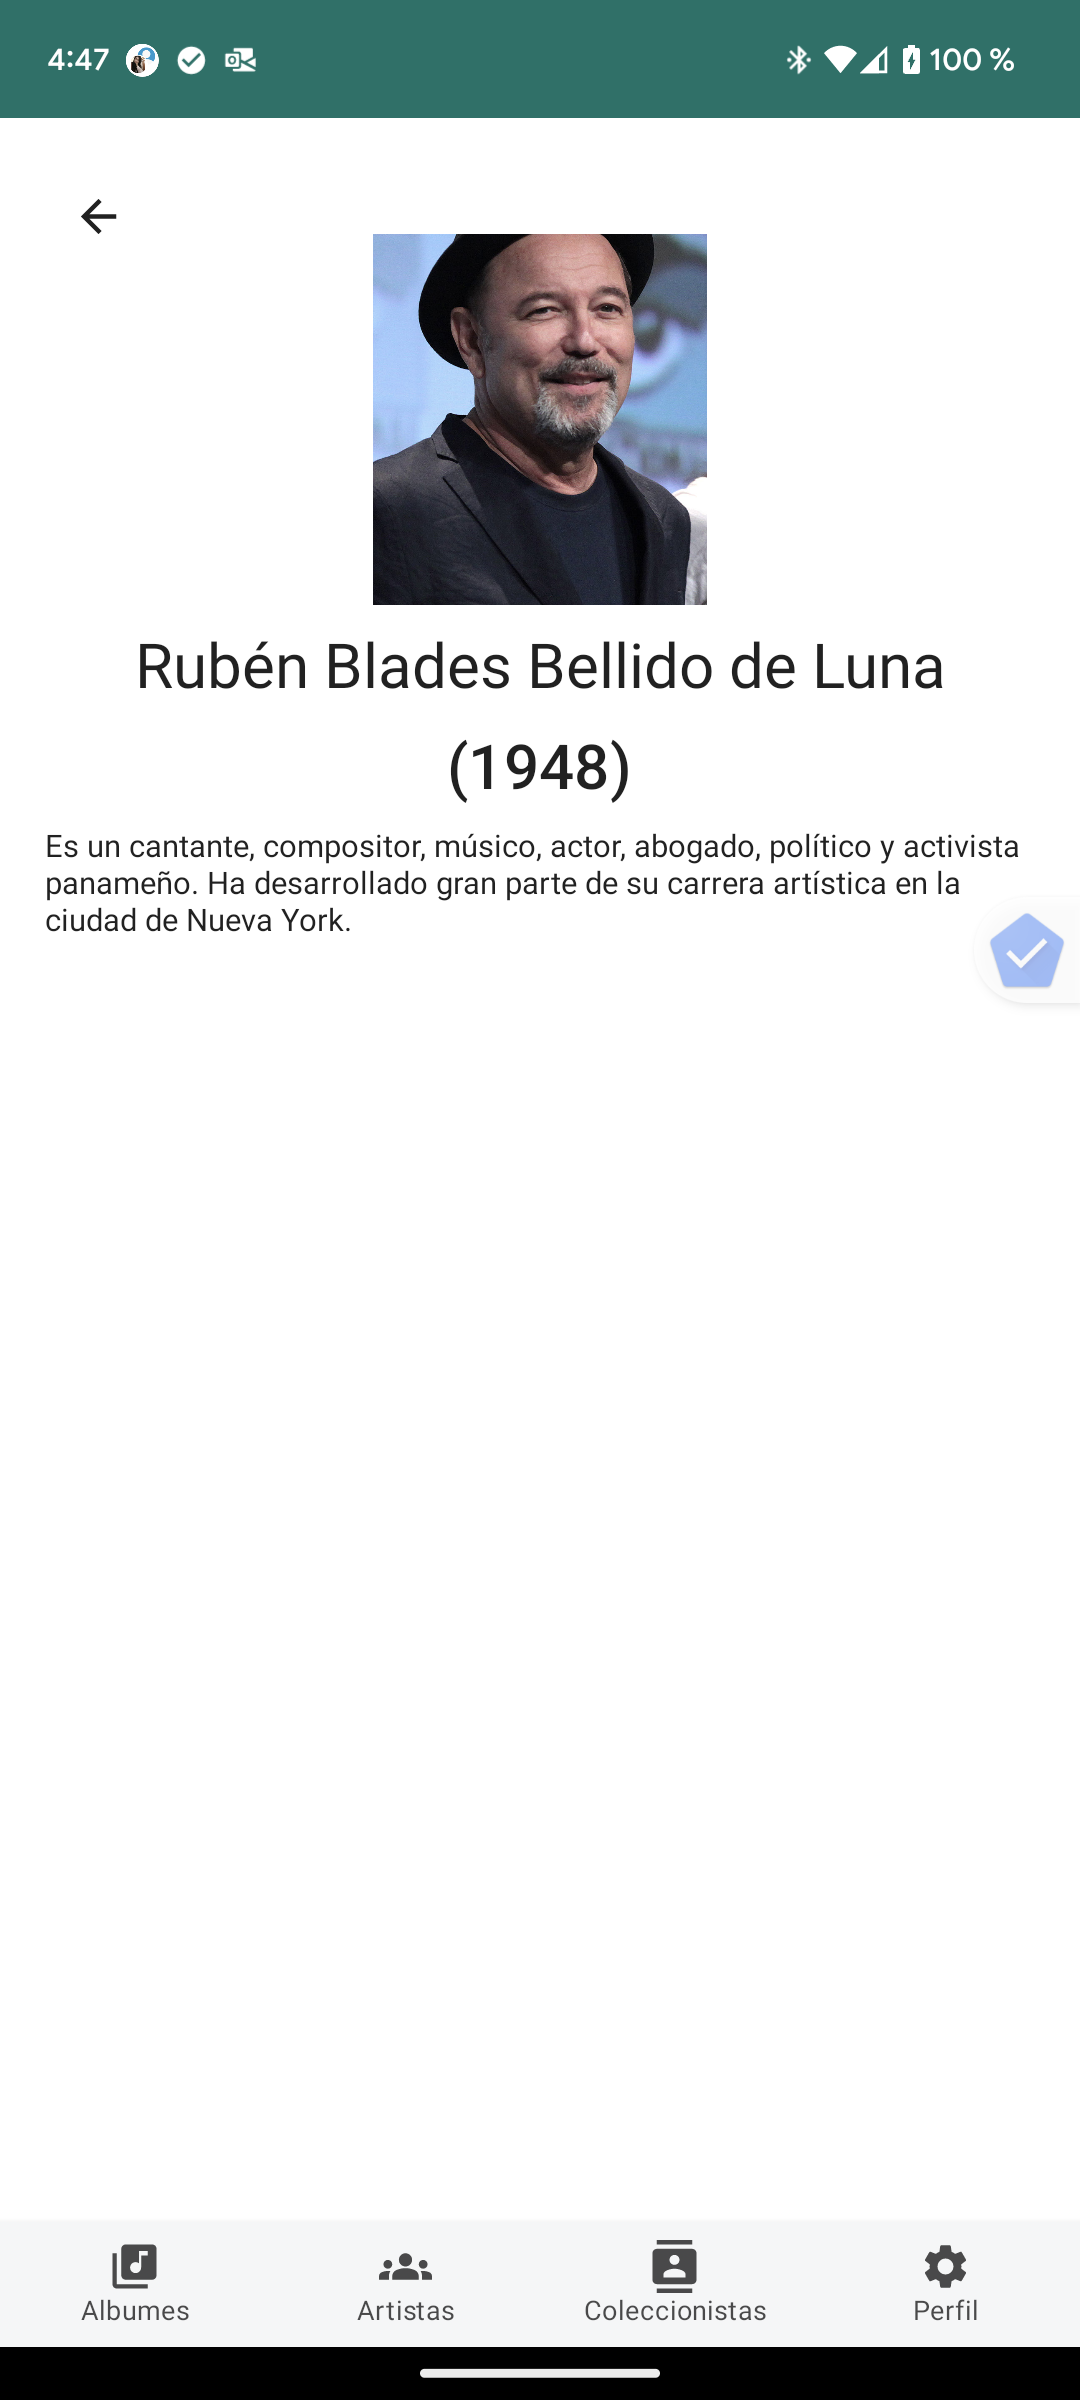 4:47
100 %
Rubén Blades Bellido de Luna
(1948)
Es un cantante, compositor, músico, actor, abogado, político y activista
panameño. Ha desarrollado gran parte de su carrera artística en la
ciudad de Nueva York.
Albumes
Artistas
Coleccionistas
Perfil